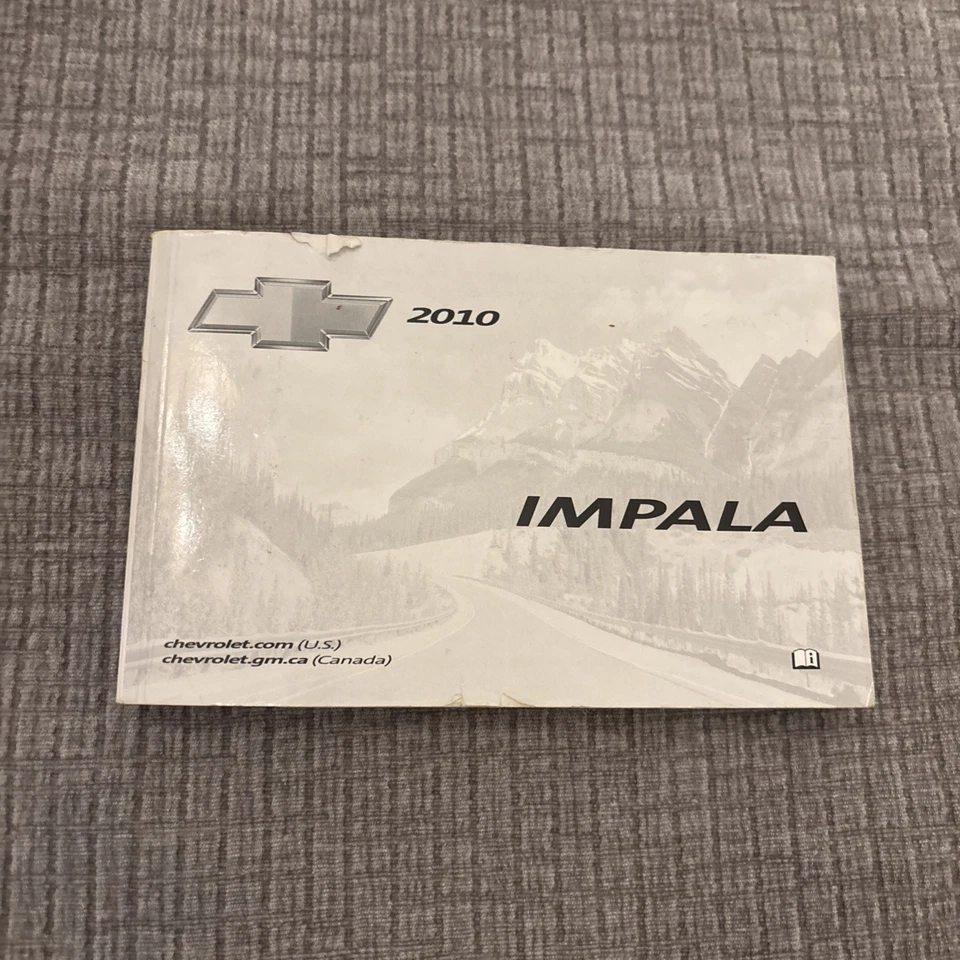 2010
IMPALA
chevrolet.com (U.S.)
chevrolet.gm.ca (Canada)